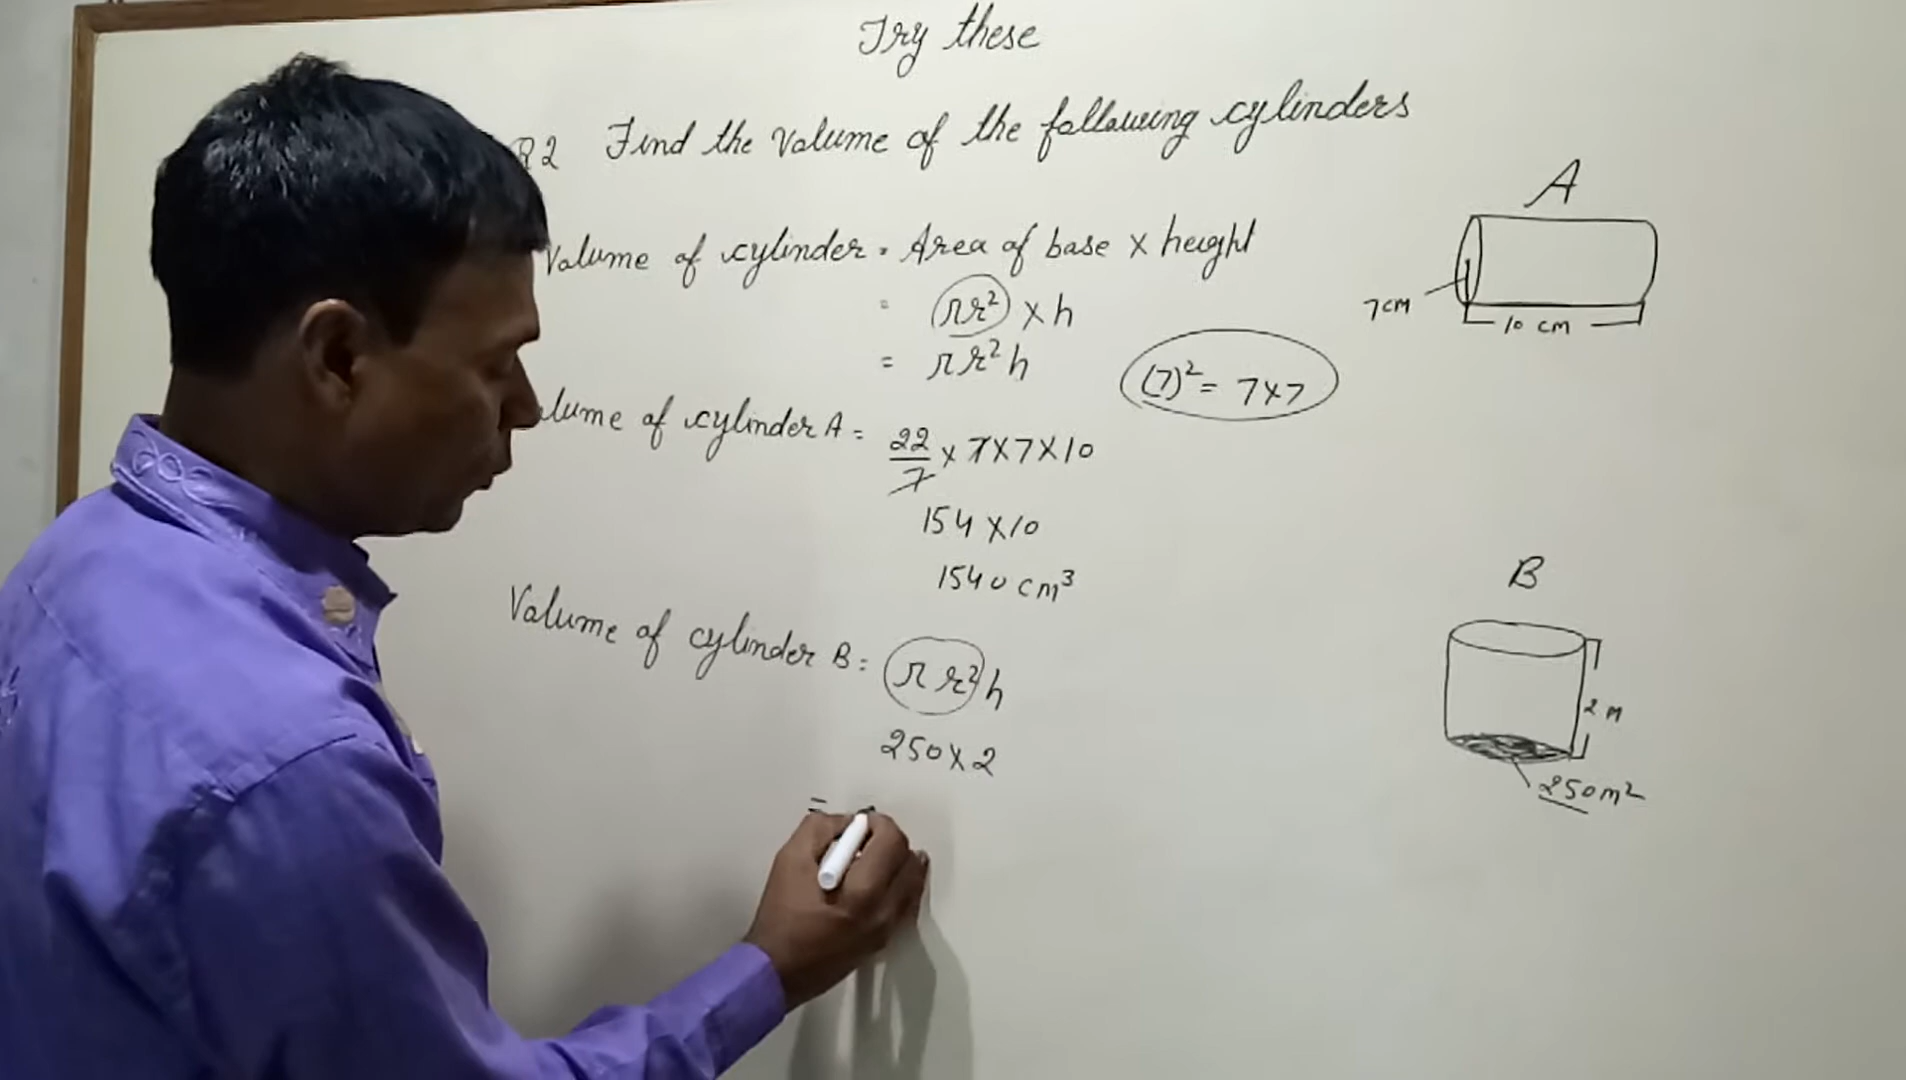 Try these
Q2 Find the Volume of the following cylinders
Volume of cylinder = Area of base × height
= πr² × h
= πr²h
(7)² = 7×7
Volume of cylinder A = 22/7 × 7×7×10
154 × 10
1540 cm³
Volume of cylinder B = πr²h
250 × 2
=
A
7cm
10 cm
B
2 m
250m²